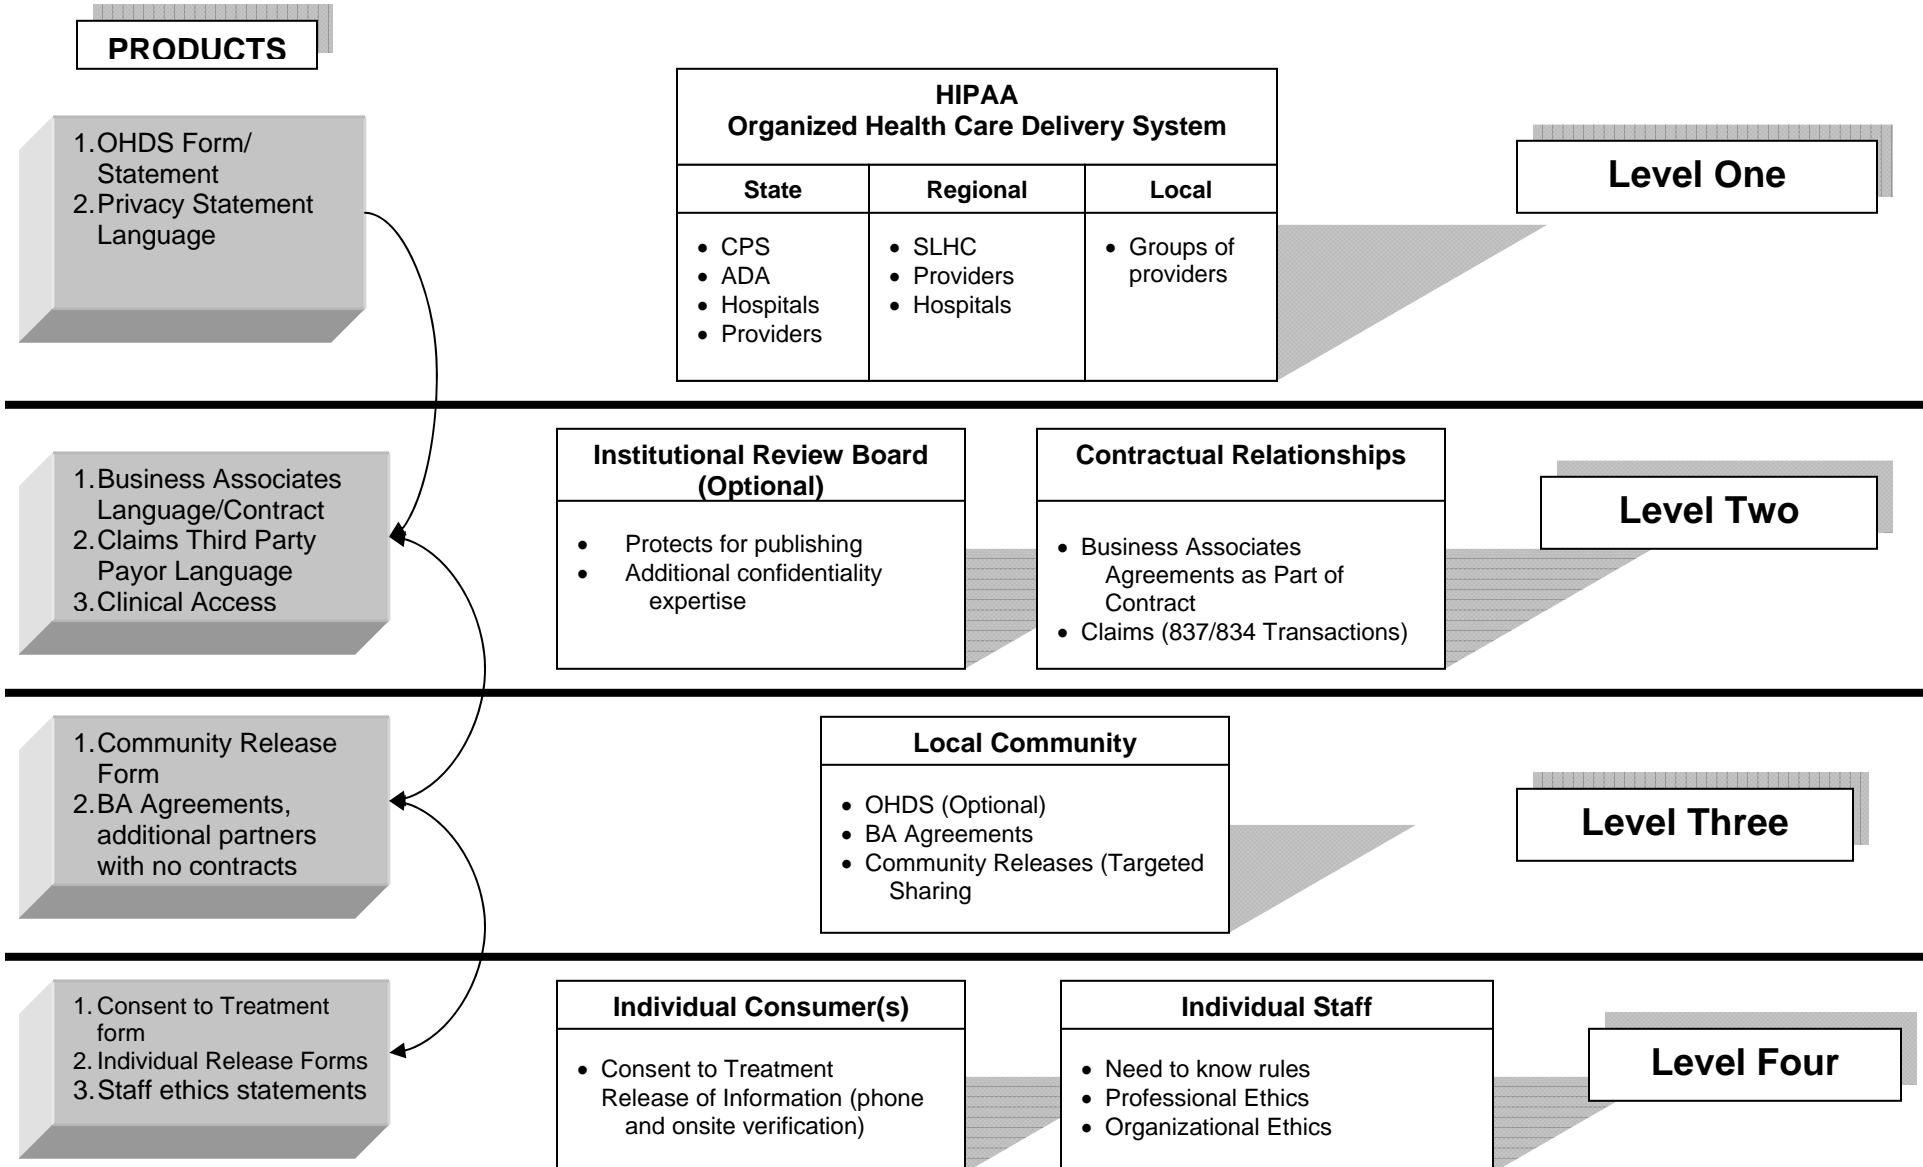 PRODUCTS
1. OHDS Form/
Statement
2. Privacy Statement
Language
HIPAA
Organized Health Care Delivery System
State
Regional
Local
• CPS
• ADA
• Hospitals
• Providers
• SLHC
• Providers
• Hospitals
• Groups of
providers
Level One
1. Business Associates
Language/Contract
2. Claims Third Party
Payor Language
3. Clinical Access
Institutional Review Board
(Optional)
• Protects for publishing
• Additional confidentiality
expertise
Contractual Relationships
• Business Associates
Agreements as Part of
Contract
• Claims (837/834 Transactions)
Level Two
1. Community Release
Form
2. BA Agreements,
additional partners
with no contracts
Local Community
• OHDS (Optional)
• BA Agreements
• Community Releases (Targeted
Sharing
Level Three
1. Consent to Treatment
form
2. Individual Release Forms
3. Staff ethics statements
Individual Consumer(s)
• Consent to Treatment
Release of Information (phone
and onsite verification)
Individual Staff
• Need to know rules
• Professional Ethics
• Organizational Ethics
Level Four